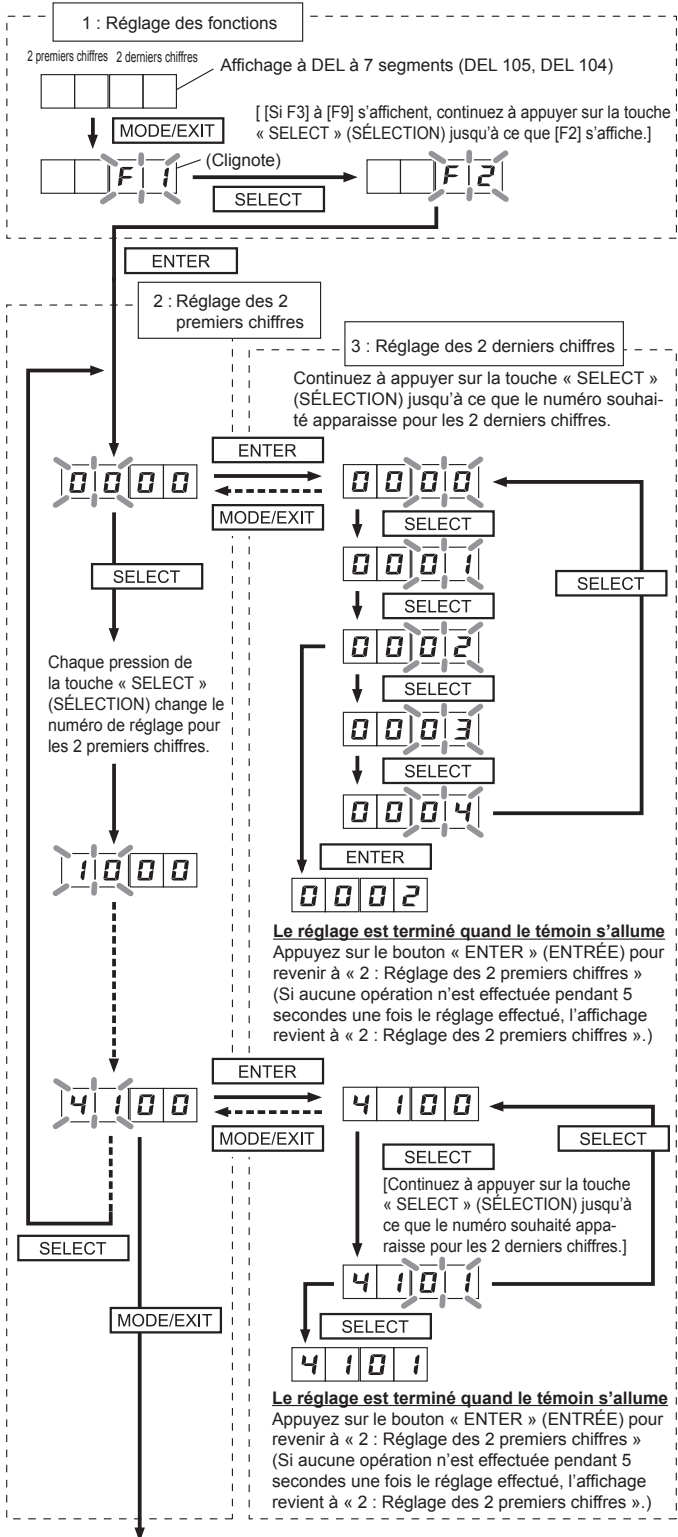 1 : Réglage des fonctions
2 premiers chiffres 2 derniers chiffres
Affichage à DEL à 7 segments (DEL 105, DEL 104)
MODE/EXIT
[ [Si F3] à [F9] s’affichent, continuez à appuyer sur la touche
« SELECT » (SÉLECTION) jusqu’à ce que [F2] s’affiche.]
F 1
(Clignote)
SELECT
F 2
ENTER
2 : Réglage des 2
premiers chiffres
3 : Réglage des 2 derniers chiffres
Continuez à appuyer sur la touche « SELECT »
(SÉLECTION) jusqu’à ce que le numéro souhai-
té apparaisse pour les 2 derniers chiffres.
0 0 0 0
ENTER
MODE/EXIT
0 0 0 0
SELECT
0 0 0 1
SELECT
0 0 0 2
SELECT
0 0 0 3
SELECT
0 0 0 4
SELECT
SELECT
Chaque pression de
la touche « SELECT »
(SÉLECTION) change le
numéro de réglage pour
les 2 premiers chiffres.
1 0 0 0
ENTER
0 0 0 2
Le réglage est terminé quand le témoin s’allume
Appuyez sur le bouton « ENTER » (ENTRÉE) pour
revenir à « 2 : Réglage des 2 premiers chiffres »
(Si aucune opération n’est effectuée pendant 5
secondes une fois le réglage effectué, l’affichage
revient à « 2 : Réglage des 2 premiers chiffres ».)
4 1 0 0
ENTER
MODE/EXIT
4 1 0 0
SELECT
SELECT
[Continuez à appuyer sur la touche
« SELECT » (SÉLECTION) jusqu’à
ce que le numéro souhaité appa-
raisse pour les 2 derniers chiffres.]
SELECT
4 1 0 1
MODE/EXIT
SELECT
4 1 0 1
Le réglage est terminé quand le témoin s’allume
Appuyez sur le bouton « ENTER » (ENTRÉE) pour
revenir à « 2 : Réglage des 2 premiers chiffres »
(Si aucune opération n’est effectuée pendant 5
secondes une fois le réglage effectué, l’affichage
revient à « 2 : Réglage des 2 premiers chiffres ».)